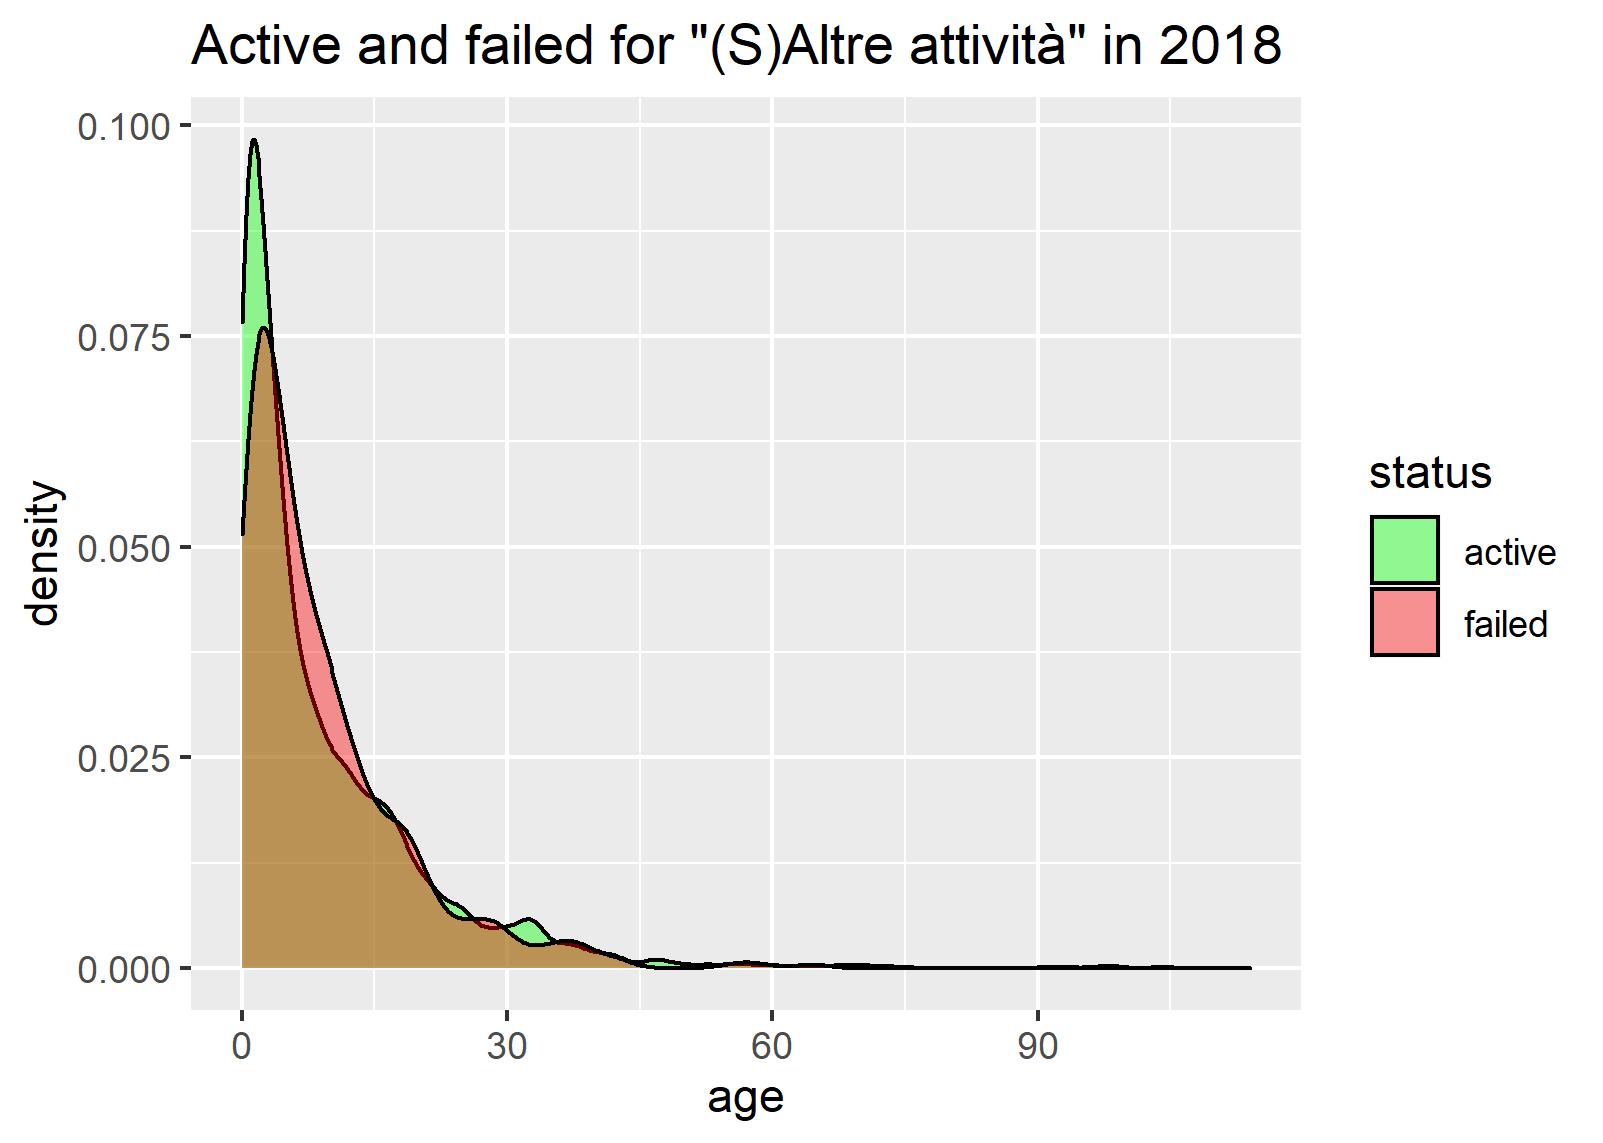 Active and failed for "(S)Altre attività" in 2018
0.100
0.075
0.050
0.025
0.000
density
0
30
60
90
age
status
active
failed